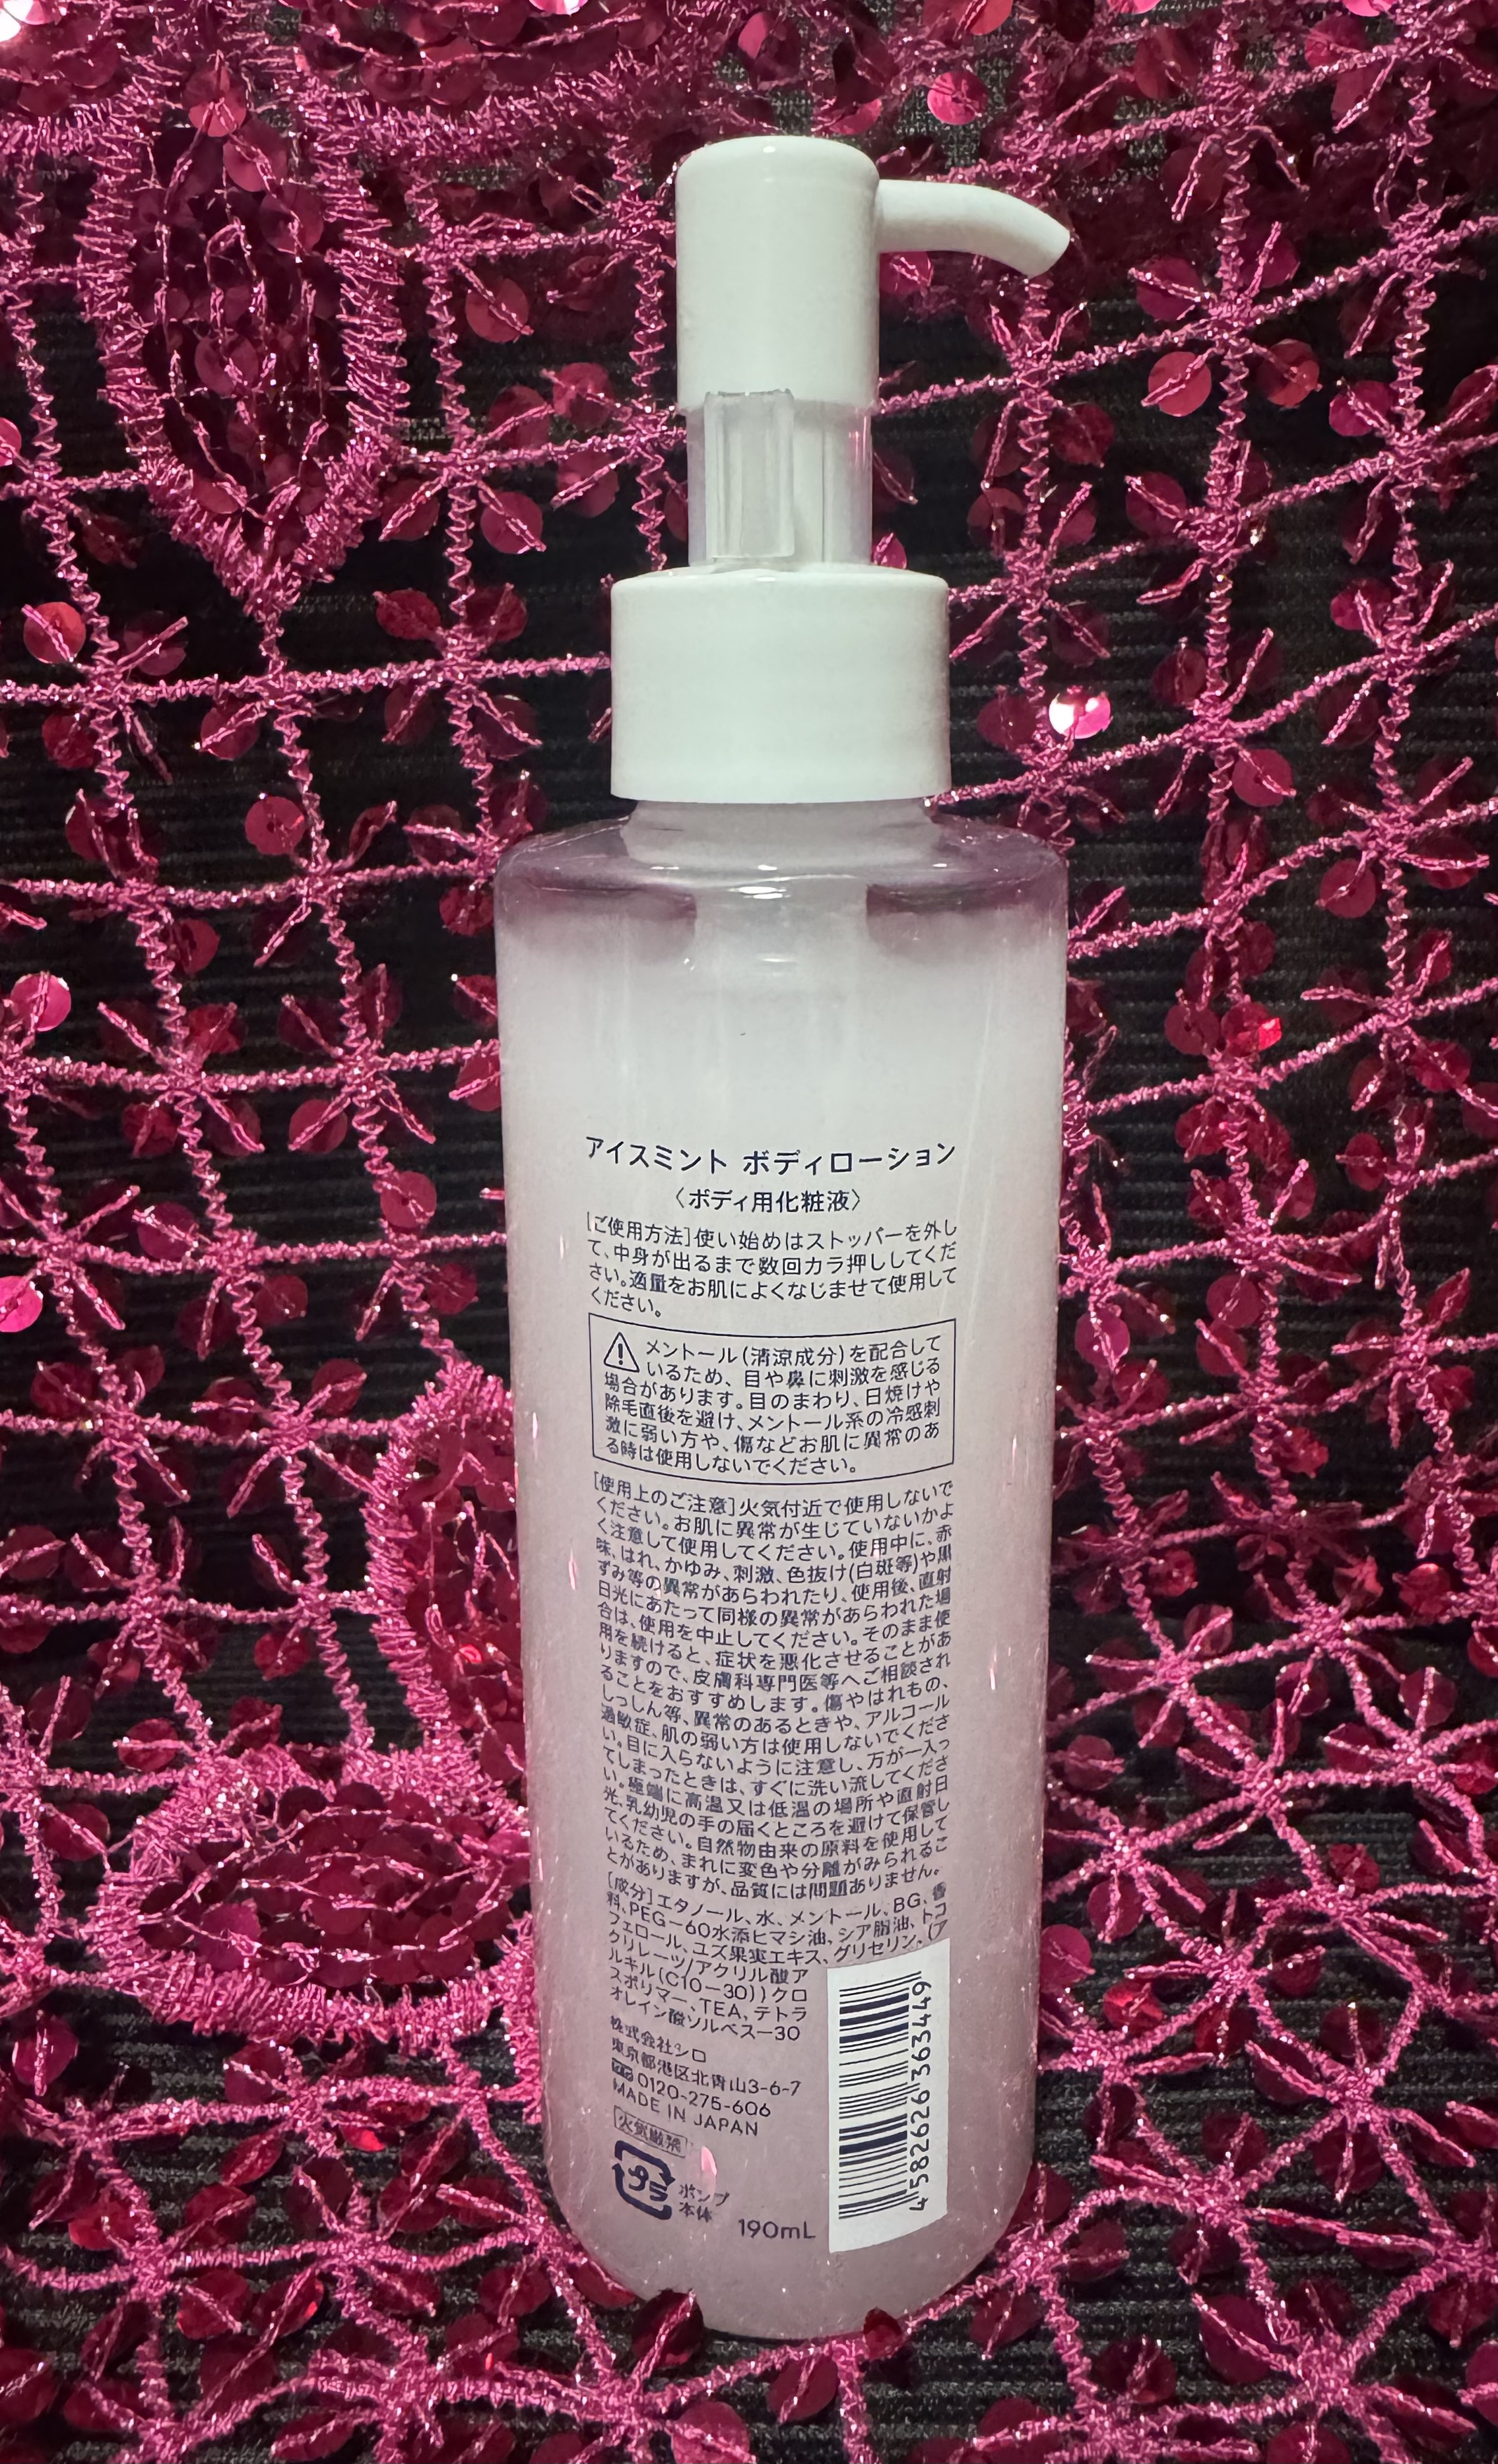 アイスミント ボディローション
〈ボディ用化粧液〉
[ご使用方法]使い始めはストッパーを外し
て、中身が出るまで数回カラ押ししてくだ
さい。適量をお肌によくなじませて使用して
ください。
メントール(清涼成分)を配合して
いるため、目や鼻に刺激を感じる
場合があります。目のまわり、日焼けや
除毛直後を避け、メントール系の冷感刺
激に弱い方や、傷などお肌に異常のあ
る時は使用しないでください。
[使用上のご注意]火気付近で使用しないで
ください。お肌に異常が生じていないかよ
く注意して使用してください。使用中に、赤
味、はれ、かゆみ、刺激、色抜け(白斑等)や黒
ずみ等の異常があらわれたり、使用後、直射
日光にあたって同様の異常があらわれた場
合は、使用を中止してください。そのまま使
用を続けると、症状を悪化させることがあ
りますので、皮膚科専門医等へご相談され
ることをおすすめします。傷やはれもの、
しっしん等、異常のあるときや、アルコール
過敏症、肌の弱い方は使用しないでくださ
い。目に入らないように注意し、万が一入っ
てしまったときは、すぐに洗い流してくださ
い。極端に高温又は低温の場所や直射日
光、乳幼児の手の届くところを避けて保管し
てください。自然物由来の原料を使用して
いるため、まれに変色や分離がみられるこ
とがありますが、品質には問題ありません。
[成分]エタノール、水、メントール、BG、香
料、PEG-60水添ヒマシ油、シア脂油、トコ
フェロール、ユズ果実エキス、グリセリン、(ア
クリレーツ/アクリル酸ア
ルキル(C10-30))クロ
スポリマー、TEA、テトラ
オレイン酸ソルベス-30
株式会社シロ
東京都港区北青山3-6-7
0120-275-606
MADE IN JAPAN
火気厳禁
プラ
ポンプ
本体
190mL
4 582626 363449